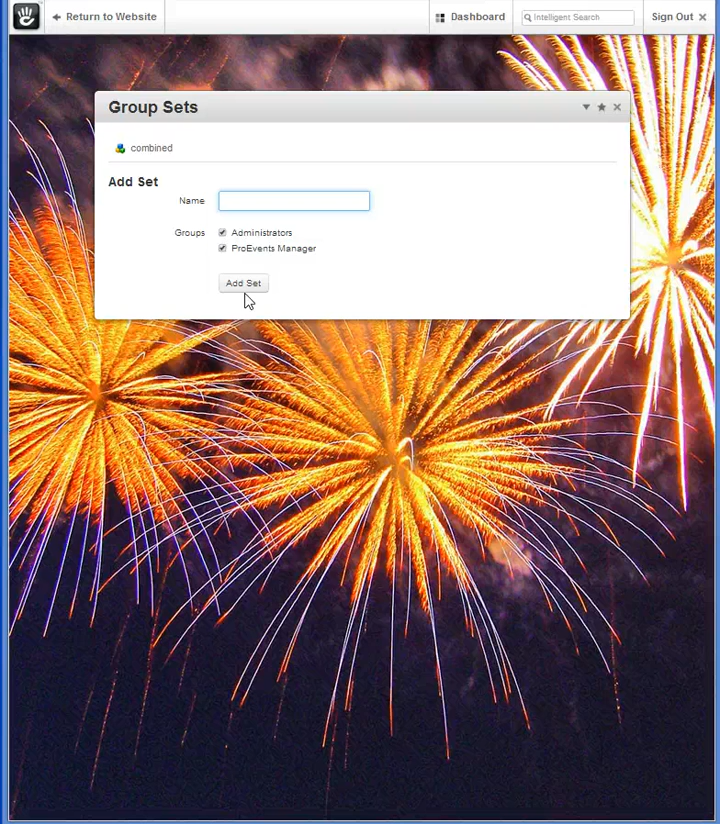 Return to Website
Dashboard
Intelligent Search
Sign Out
Group Sets
combined
Add Set
Name
Groups
Administrators
ProEvents Manager
Add Set